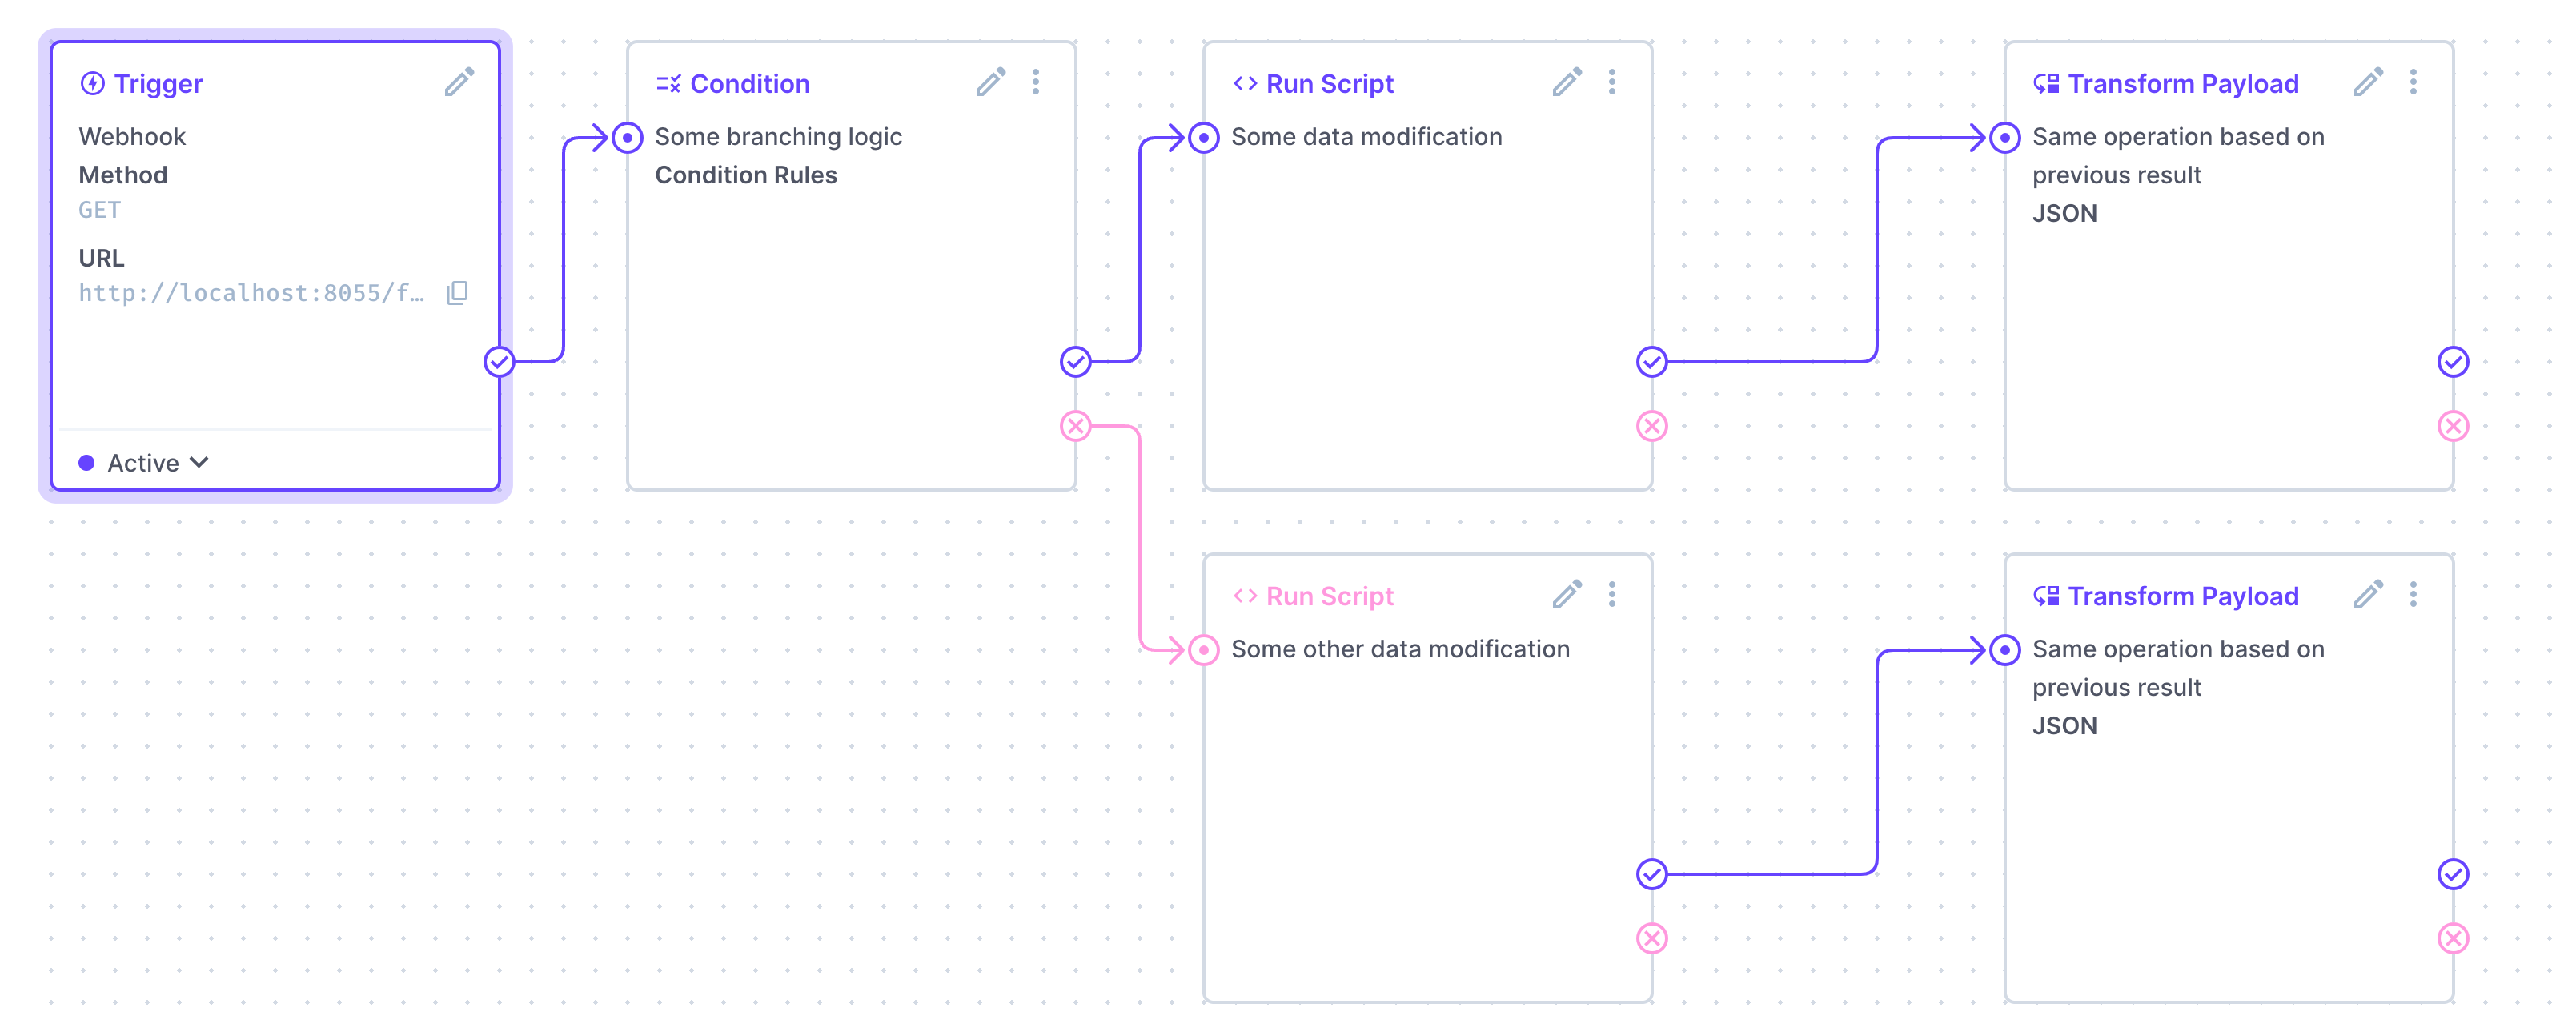 Trigger
Webhook
Method
GET
URL
http://localhost:8055/f…
Active
Condition
Some branching logic
Condition Rules
Run Script
Some data modification
Transform Payload
Same operation based on
previous result
JSON
Run Script
Some other data modification
Transform Payload
Same operation based on
previous result
JSON